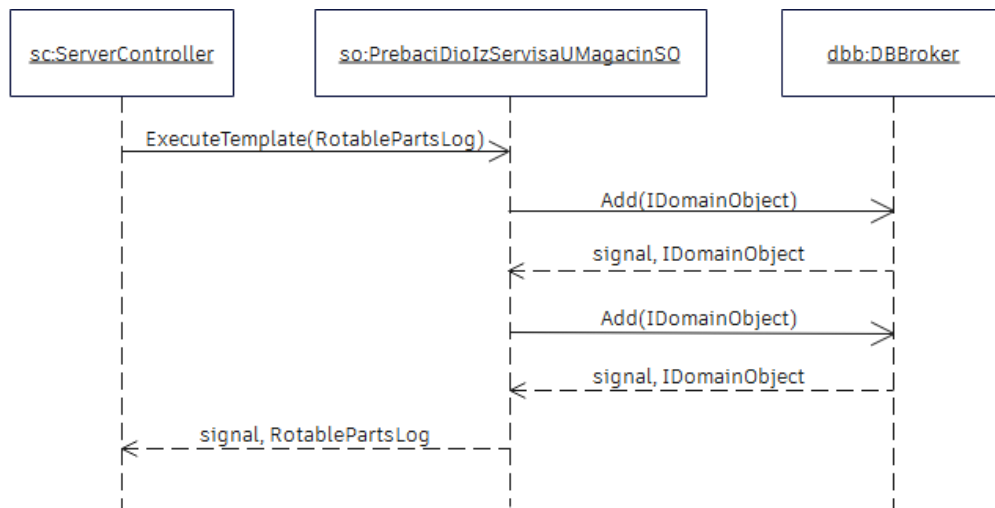 sc:ServerController
so:PrebaciDioIzServisaUMagacinSO
dbb:DBBroker
ExecuteTemplate(RotablePartsLog)
Add(IDomainObject)
signal, IDomainObject
Add(IDomainObject)
signal, IDomainObject
signal, RotablePartsLog